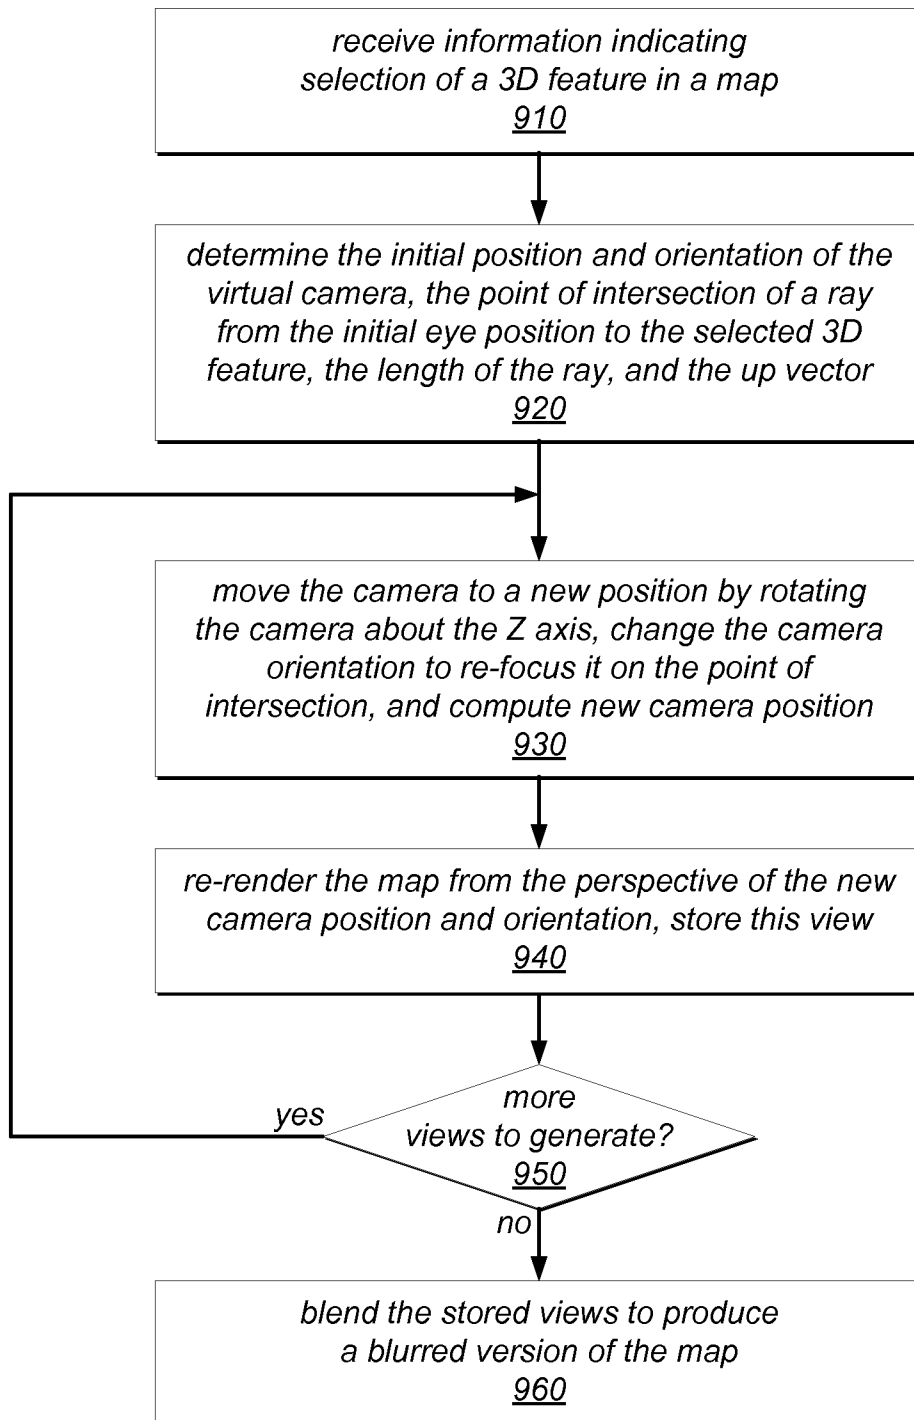 receive information indicating
selection of a 3D feature in a map
910
determine the initial position and orientation of the
virtual camera, the point of intersection of a ray
from the initial eye position to the selected 3D
feature, the length of the ray, and the up vector
920
move the camera to a new position by rotating
the camera about the Z axis, change the camera
orientation to re-focus it on the point of
intersection, and compute new camera position
930
re-render the map from the perspective of the new
camera position and orientation, store this view
940
yes
more
views to generate?
950
no
blend the stored views to produce
a blurred version of the map
960